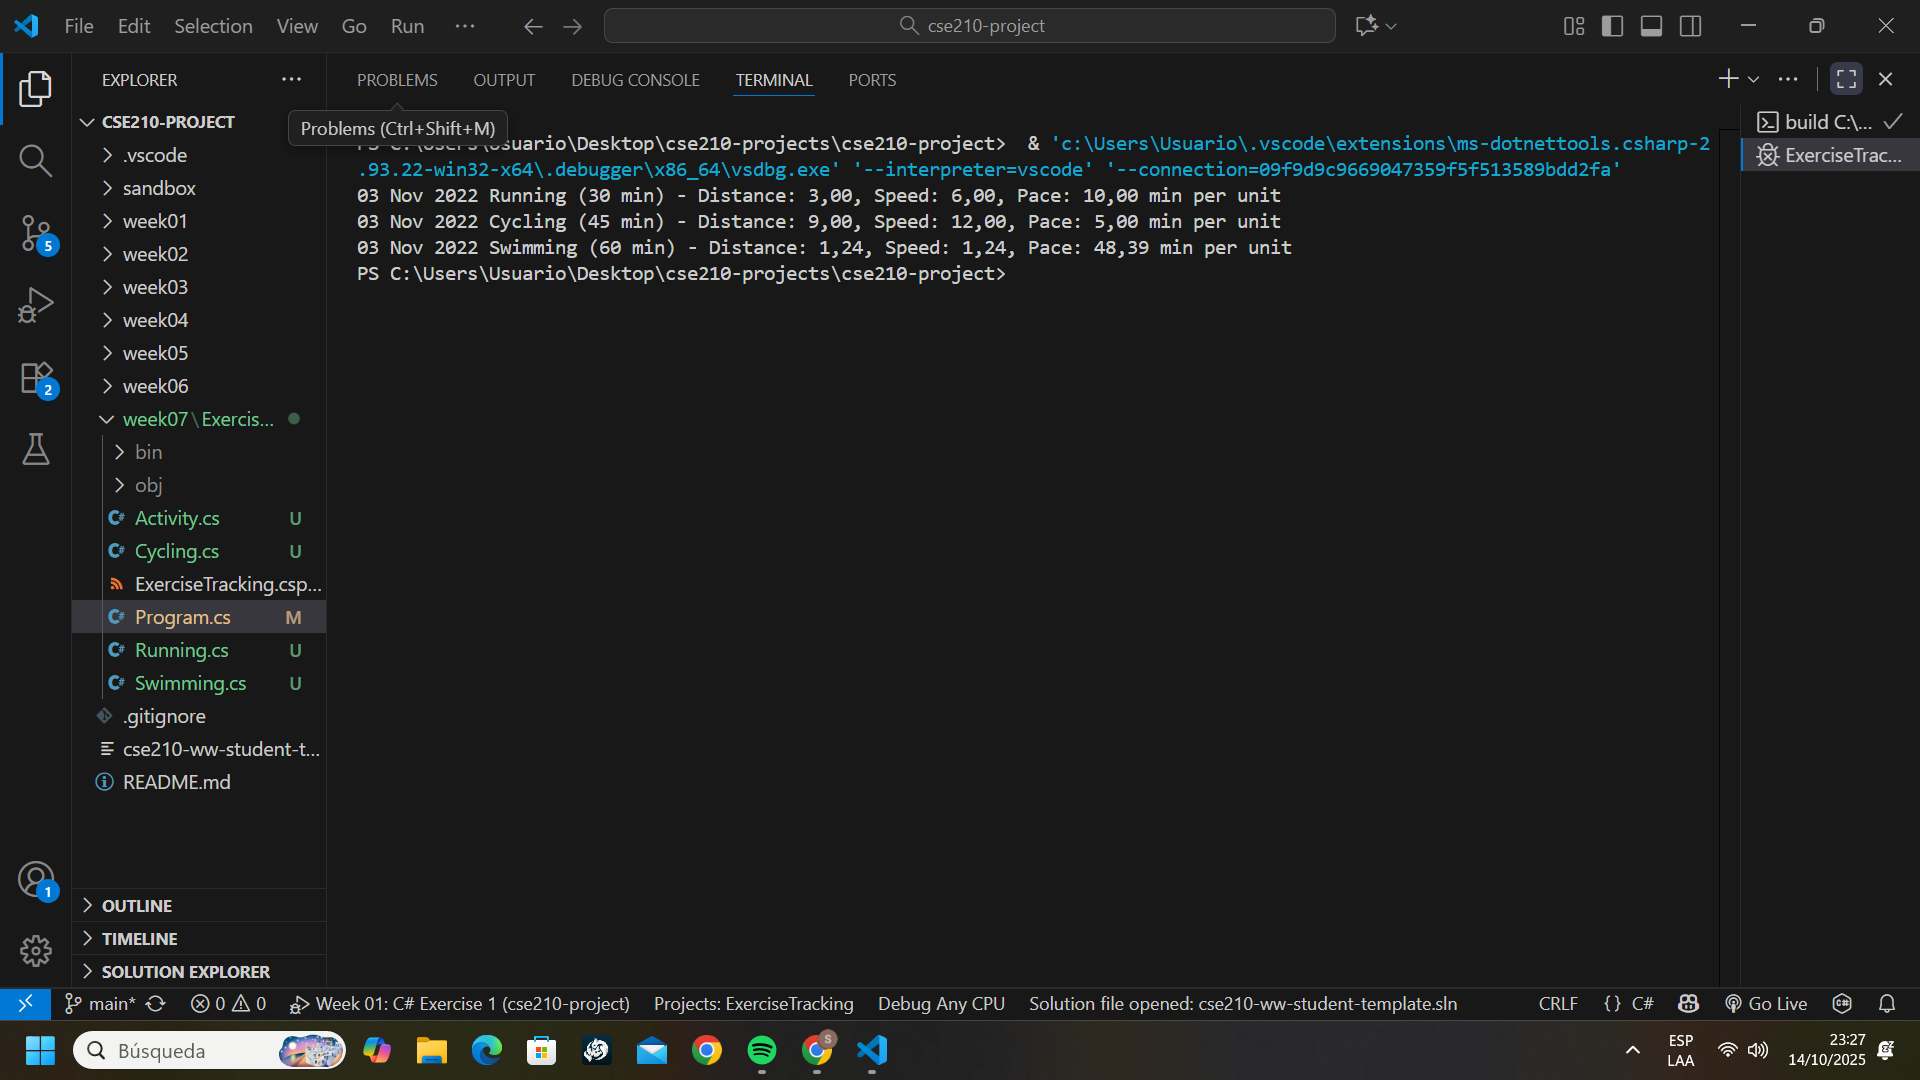 File Edit Selection View Go Run ··· cse210-project
EXPLORER ···
PROBLEMS OUTPUT DEBUG CONSOLE TERMINAL PORTS
Problems (Ctrl+Shift+M)
CSE210-PROJECT
.vscode
sandbox
week01
week02
week03
week04
week05
week06
week07\Exercis...
bin
obj
Activity.cs U
Cycling.cs U
ExerciseTracking.csp...
Program.cs M
Running.cs U
Swimming.cs U
.gitignore
cse210-ww-student-t...
README.md
OUTLINE
TIMELINE
SOLUTION EXPLORER
5
2
1
PS C:\Users\Usuario\Desktop\cse210-projects\cse210-project>  & 'c:\Users\Usuario\.vscode\extensions\ms-dotnettools.csharp-2
.93.22-win32-x64\.debugger\x86_64\vsdbg.exe' '--interpreter=vscode' '--connection=09f9d9c9669047359f5f513589bdd2fa'
03 Nov 2022 Running (30 min) - Distance: 3,00, Speed: 6,00, Pace: 10,00 min per unit
03 Nov 2022 Cycling (45 min) - Distance: 9,00, Speed: 12,00, Pace: 5,00 min per unit
03 Nov 2022 Swimming (60 min) - Distance: 1,24, Speed: 1,24, Pace: 48,39 min per unit
PS C:\Users\Usuario\Desktop\cse210-projects\cse210-project>
build C:\...
ExerciseTrac...
main* 0 0 Week 01: C# Exercise 1 (cse210-project) Projects: ExerciseTracking Debug Any CPU Solution file opened: cse210-ww-student-template.sln CRLF {} C# Go Live
Búsqueda
S
ESP
LAA
23:27
14/10/2025